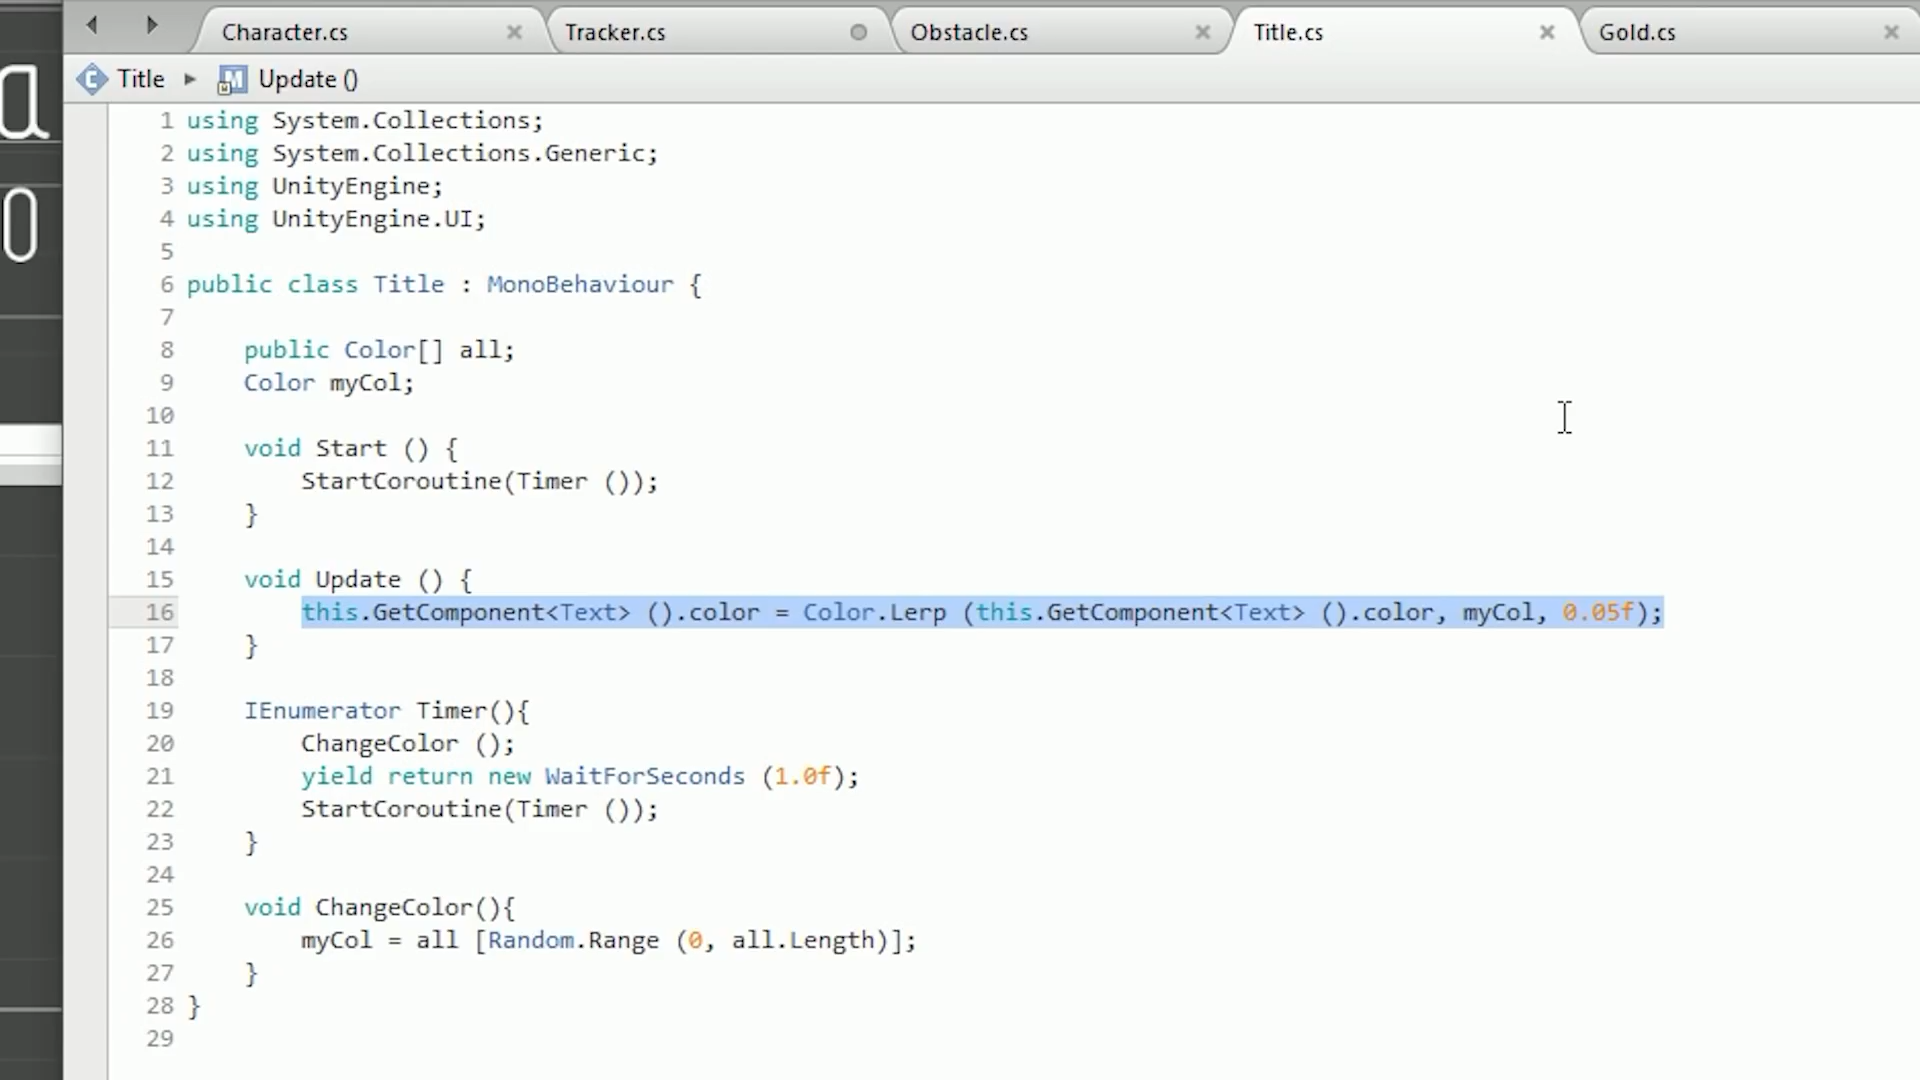 Character.cs Tracker.cs Obstacle.cs Title.cs Gold.cs
Title Update ()
a
0
1 using System.Collections;
2 using System.Collections.Generic;
3 using UnityEngine;
4 using UnityEngine.UI;
5
6 public class Title : MonoBehaviour {
7
8 public Color[] all;
9 Color myCol;
10
11 void Start () {
12 StartCoroutine(Timer ());
13 }
14
15 void Update () {
16 this.GetComponent<Text> ().color = Color.Lerp (this.GetComponent<Text> ().color, myCol, 0.05f);
17 }
18
19 IEnumerator Timer(){
20 ChangeColor ();
21 yield return new WaitForSeconds (1.0f);
22 StartCoroutine(Timer ());
23 }
24
25 void ChangeColor(){
26 myCol = all [Random.Range (0, all.Length)];
27 }
28 }
29